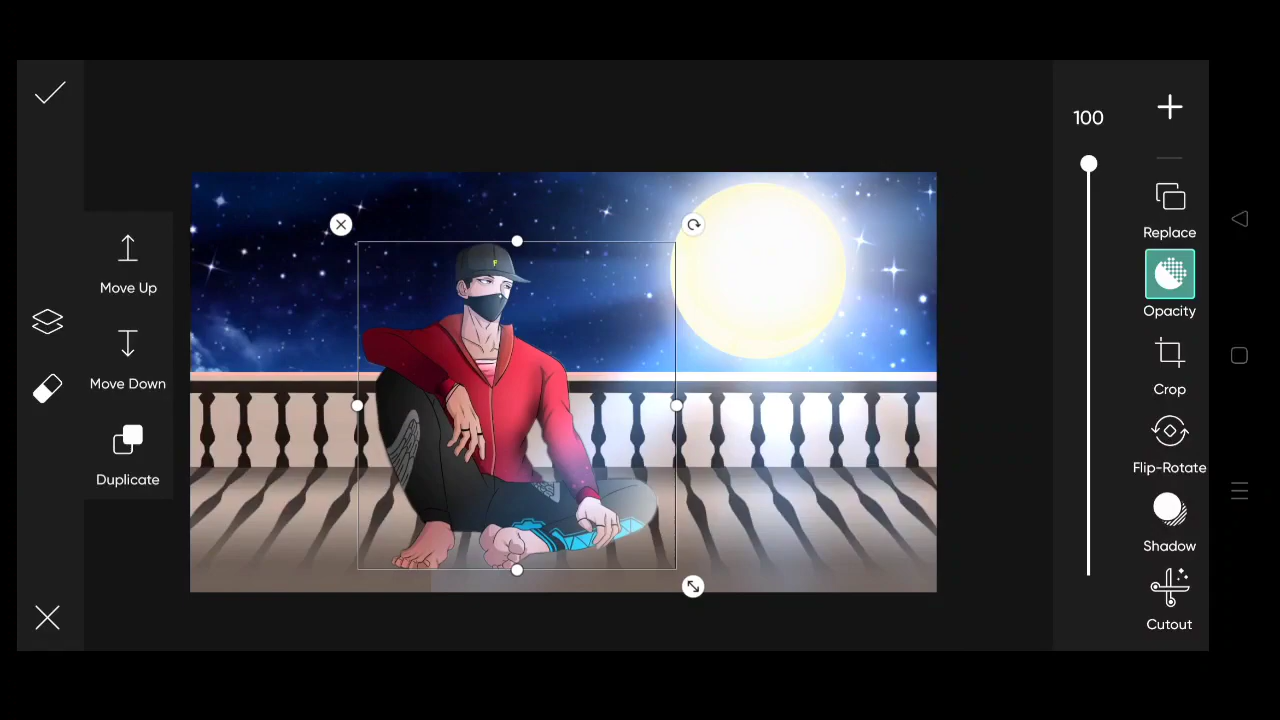 100
Replace
Opacity
Crop
Flip-Rotate
Shadow
Cutout
Move Up
Move Down
Duplicate
F